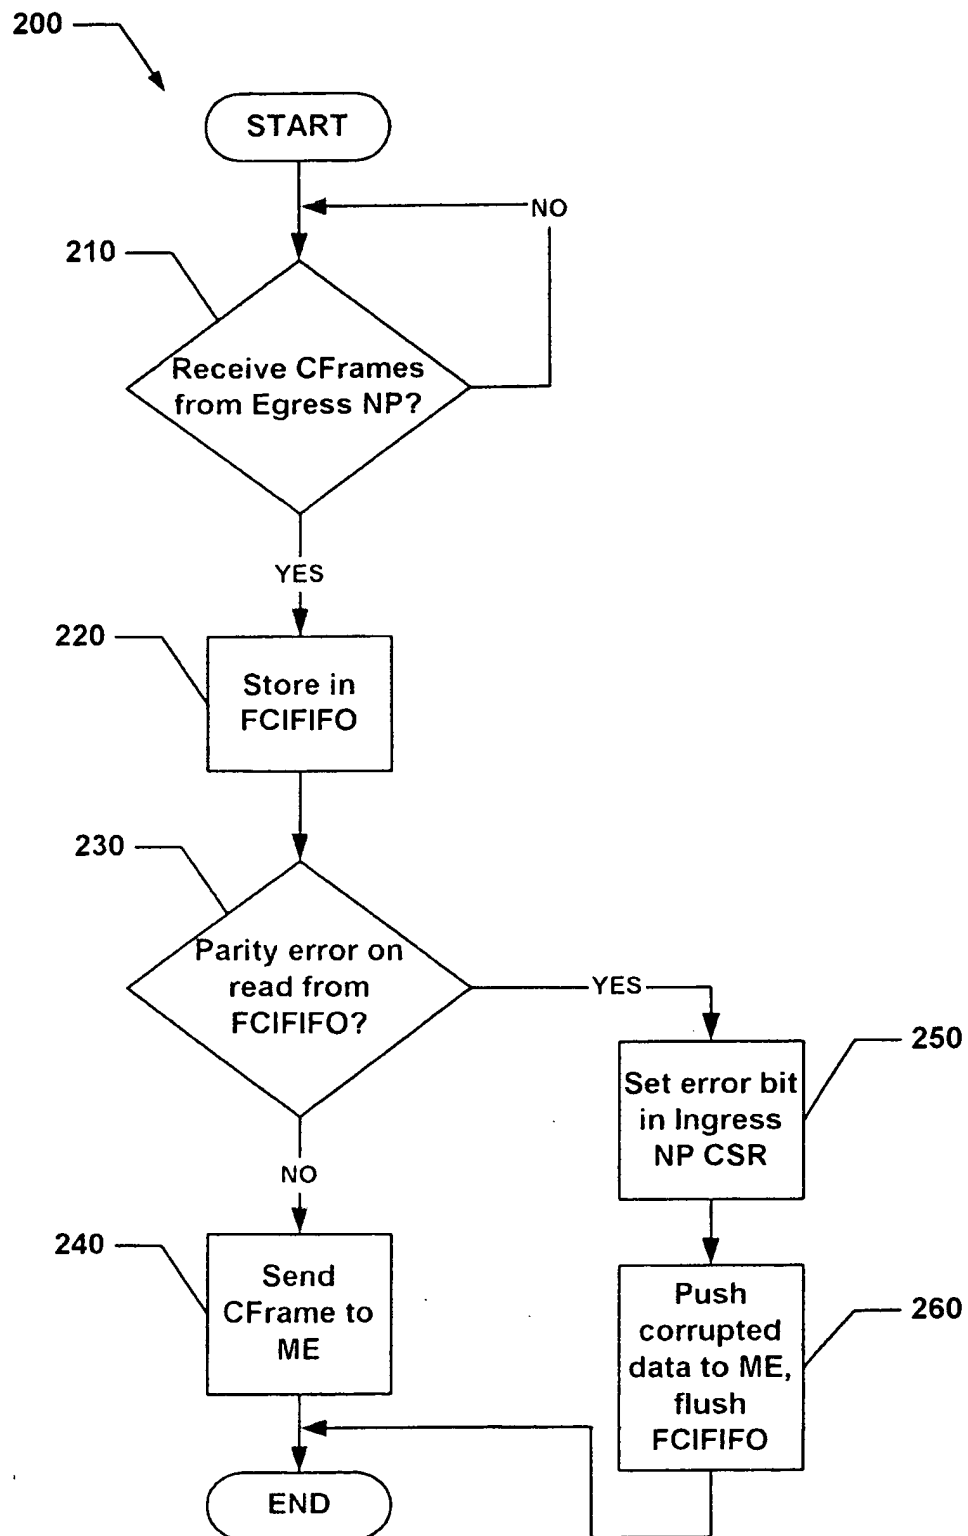 200
START
NO
210
Receive CFrames
from Egress NP?
YES
220
Store in
FCIFIFO
230
Parity error on
read from
FCIFIFO?
YES
250
Set error bit
in Ingress
NP CSR
NO
240
Send
CFrame to
ME
260
Push
corrupted
data to ME,
flush
FCIFIFO
END